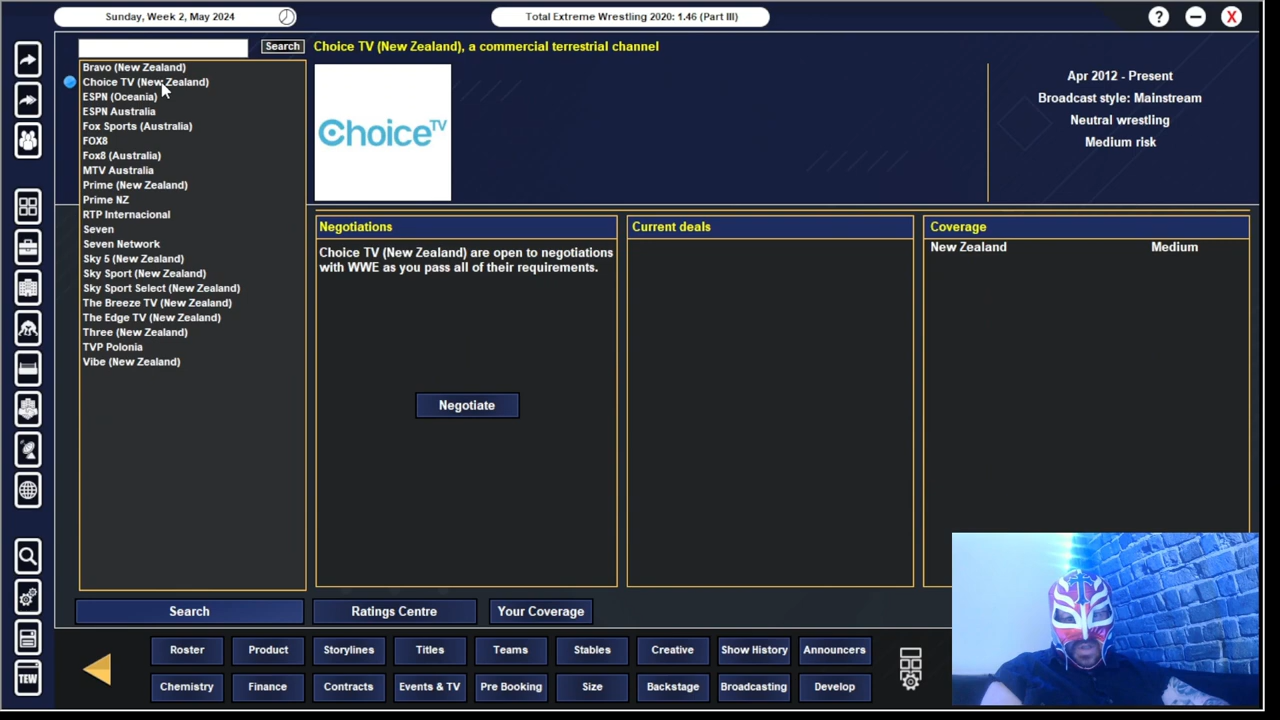 Sunday, Week 2, May 2024
Total Extreme Wrestling 2020: 1.46 (Part III)
?
X
Search
Choice TV (New Zealand), a commercial terrestrial channel
Bravo (New Zealand)
Choice TV (New Zealand)
ESPN (Oceania)
ESPN Australia
Fox Sports (Australia)
FOX8
Fox8 (Australia)
MTV Australia
Prime (New Zealand)
Prime NZ
RTP Internacional
Seven
Seven Network
Sky 5 (New Zealand)
Sky Sport (New Zealand)
Sky Sport Select (New Zealand)
The Breeze TV (New Zealand)
The Edge TV (New Zealand)
Three (New Zealand)
TVP Polonia
Vibe (New Zealand)
Choice TV
Apr 2012 - Present
Broadcast style: Mainstream
Neutral wrestling
Medium risk
Negotiations
Choice TV (New Zealand) are open to negotiations
with WWE as you pass all of their requirements.
Negotiate
Current deals
Coverage
New Zealand Medium
Search
Ratings Centre
Your Coverage
Roster
Product
Storylines
Titles
Teams
Stables
Creative
Show History
Announcers
Chemistry
Finance
Contracts
Events & TV
Pre Booking
Size
Backstage
Broadcasting
Develop
TEW